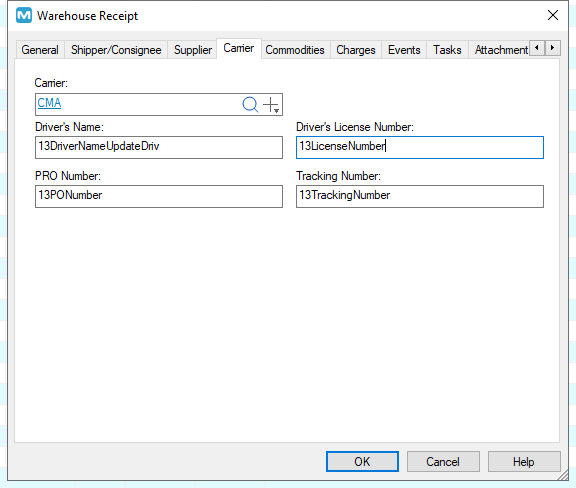 Warehouse Receipt
General Shipper/Consignee Supplier Carrier Commodities Charges Events Tasks Attachment
Carrier:
CMA
Driver's Name: Driver's License Number:
13DriverNameUpdateDriv 13LicenseNumber
PRO Number: Tracking Number:
13PONumber 13TrackingNumber
OK Cancel Help